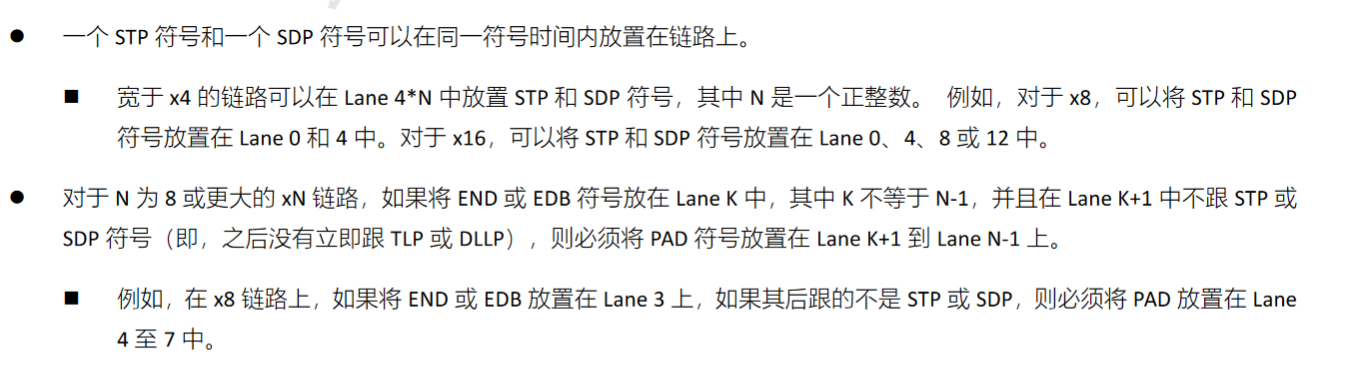 ● 一个 STP 符号和一个 SDP 符号可以在同一符号时间内放置在链路上。
■ 宽于 x4 的链路可以在 Lane 4*N 中放置 STP 和 SDP 符号，其中 N 是一个正整数。 例如，对于 x8，可以将 STP 和 SDP
符号放置在 Lane 0 和 4 中。对于 x16，可以将 STP 和 SDP 符号放置在 Lane 0、4、8 或 12 中。
● 对于 N 为 8 或更大的 xN 链路，如果将 END 或 EDB 符号放在 Lane K 中，其中 K 不等于 N-1，并且在 Lane K+1 中不跟 STP 或
SDP 符号（即，之后没有立即跟 TLP 或 DLLP），则必须将 PAD 符号放置在 Lane K+1 到 Lane N-1 上。
■ 例如，在 x8 链路上，如果将 END 或 EDB 放置在 Lane 3 上，如果其后跟的不是 STP 或 SDP，则必须将 PAD 放置在 Lane
4 至 7 中。